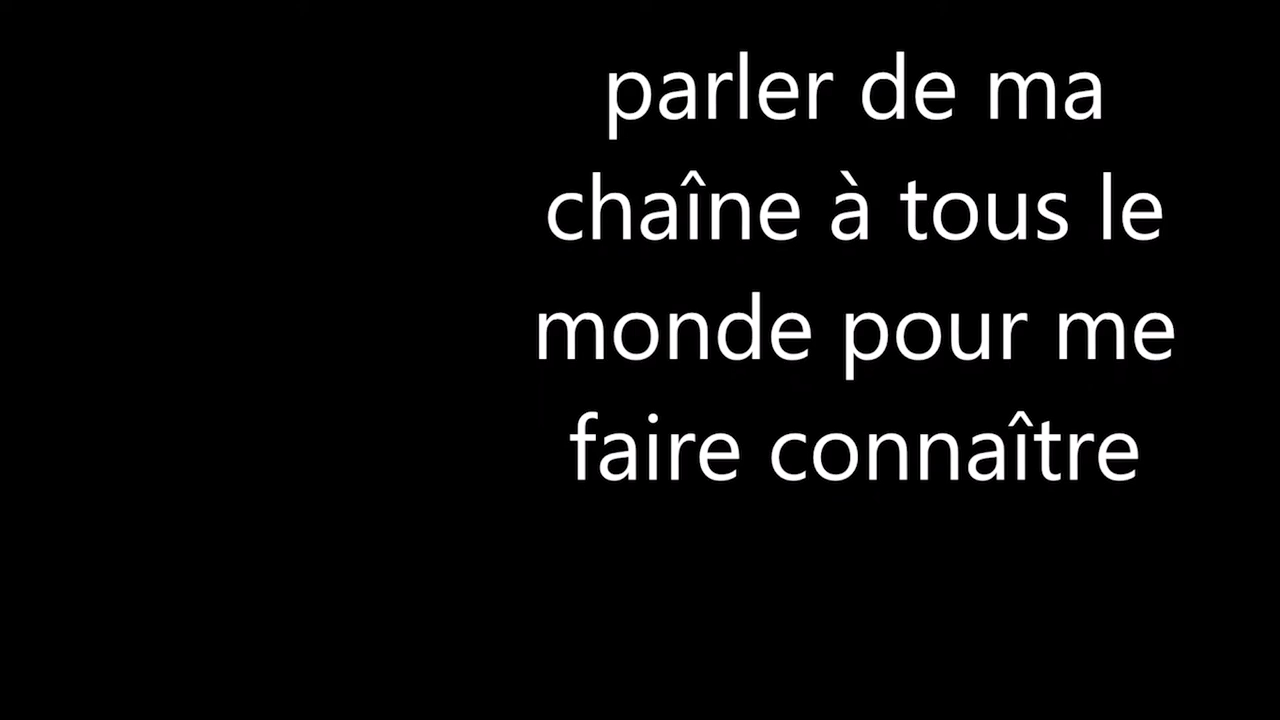 parler de ma
chaîne à tous le
monde pour me
faire connaître